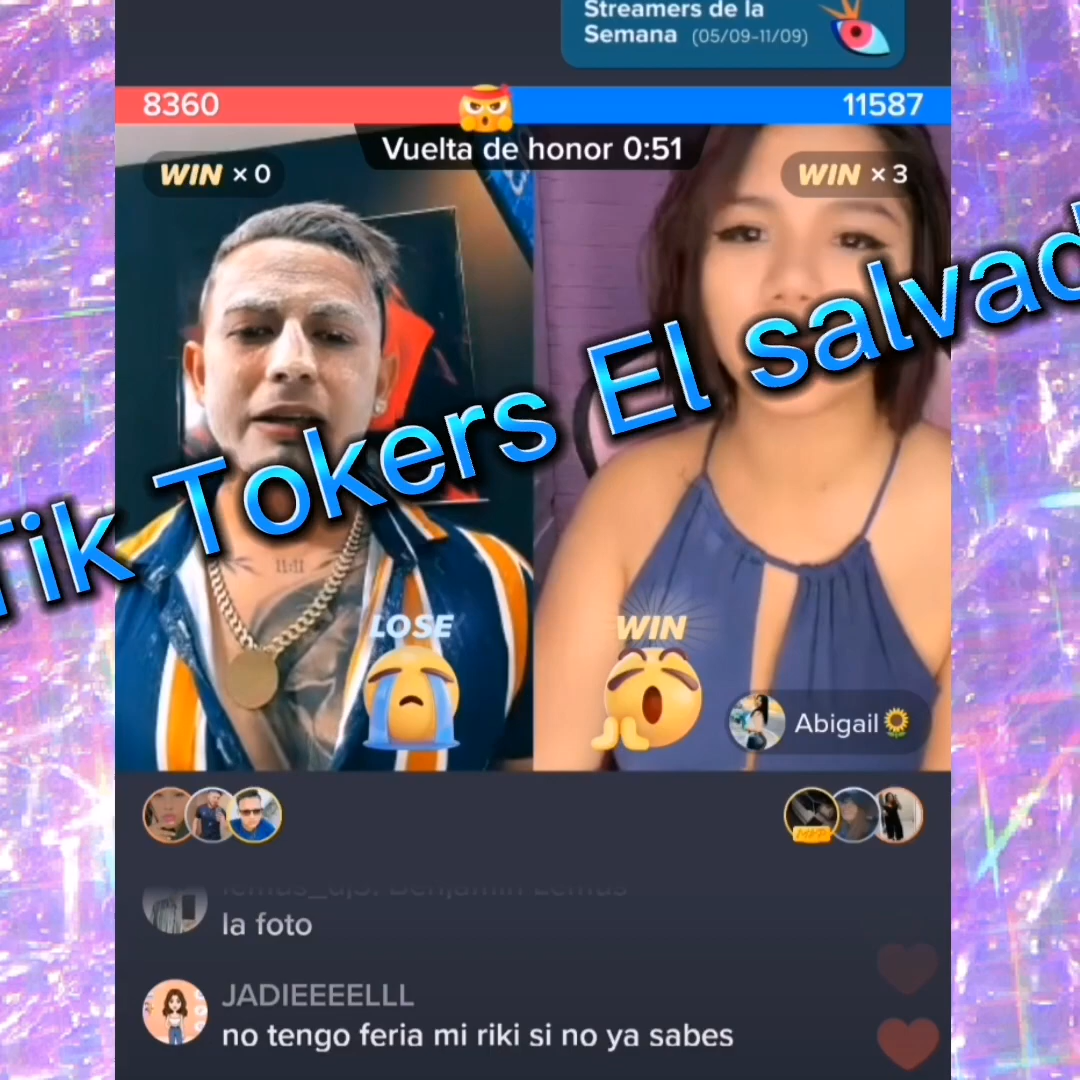 Streamers de la
Semana (05/09-11/09)
8360
11587
Vuelta de honor 0:51
WIN × 0
WIN × 3
Tik Tokers El salvad
11:11
LOSE
WIN
Abigail
la foto
JADIEEEELLL
no tengo feria mi riki si no ya sabes